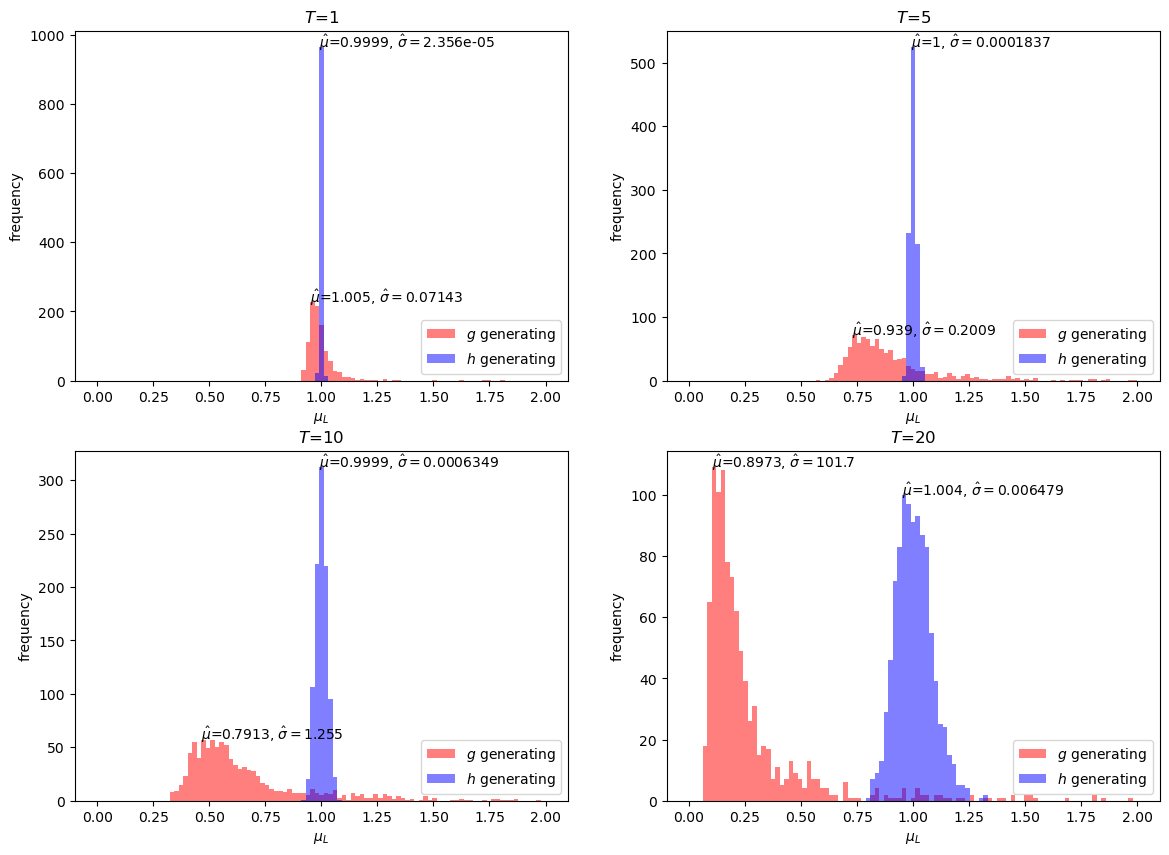 T=1
1000
800
600
400
200
0
frequency
μ̂=0.9999, σ̂ = 2.356e-05
μ̂=1.005, σ̂ = 0.07143
g generating
h generating
0.00 0.25 0.50 0.75 1.00 1.25 1.50 1.75 2.00
μ_L
T=5
500
400
300
200
100
0
frequency
μ̂=1, σ̂ = 0.0001837
μ̂=0.939, σ̂ = 0.2009
g generating
h generating
0.00 0.25 0.50 0.75 1.00 1.25 1.50 1.75 2.00
μ_L
T=10
300
250
200
150
100
50
0
frequency
μ̂=0.9999, σ̂ = 0.0006349
μ̂=0.7913, σ̂ = 1.255
g generating
h generating
0.00 0.25 0.50 0.75 1.00 1.25 1.50 1.75 2.00
μ_L
T=20
100
80
60
40
20
0
frequency
μ̂=0.8973, σ̂ = 101.7
μ̂=1.004, σ̂ = 0.006479
g generating
h generating
0.00 0.25 0.50 0.75 1.00 1.25 1.50 1.75 2.00
μ_L